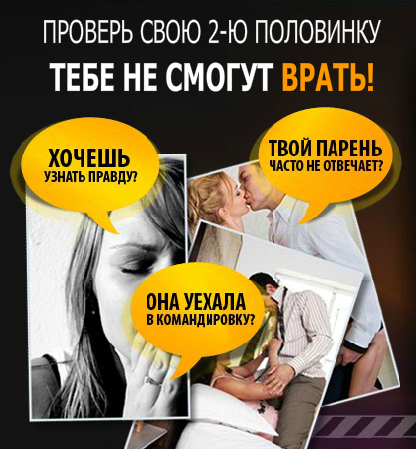 ПРОВЕРЬ СВОЮ 2-Ю ПОЛОВИНКУ
ТЕБЕ НЕ СМОГУТ ВРАТЬ!
ХОЧЕШЬ
УЗНАТЬ ПРАВДУ?
ТВОЙ ПАРЕНЬ
ЧАСТО НЕ ОТВЕЧАЕТ?
ОНА УЕХАЛА
В КОМАНДИРОВКУ?